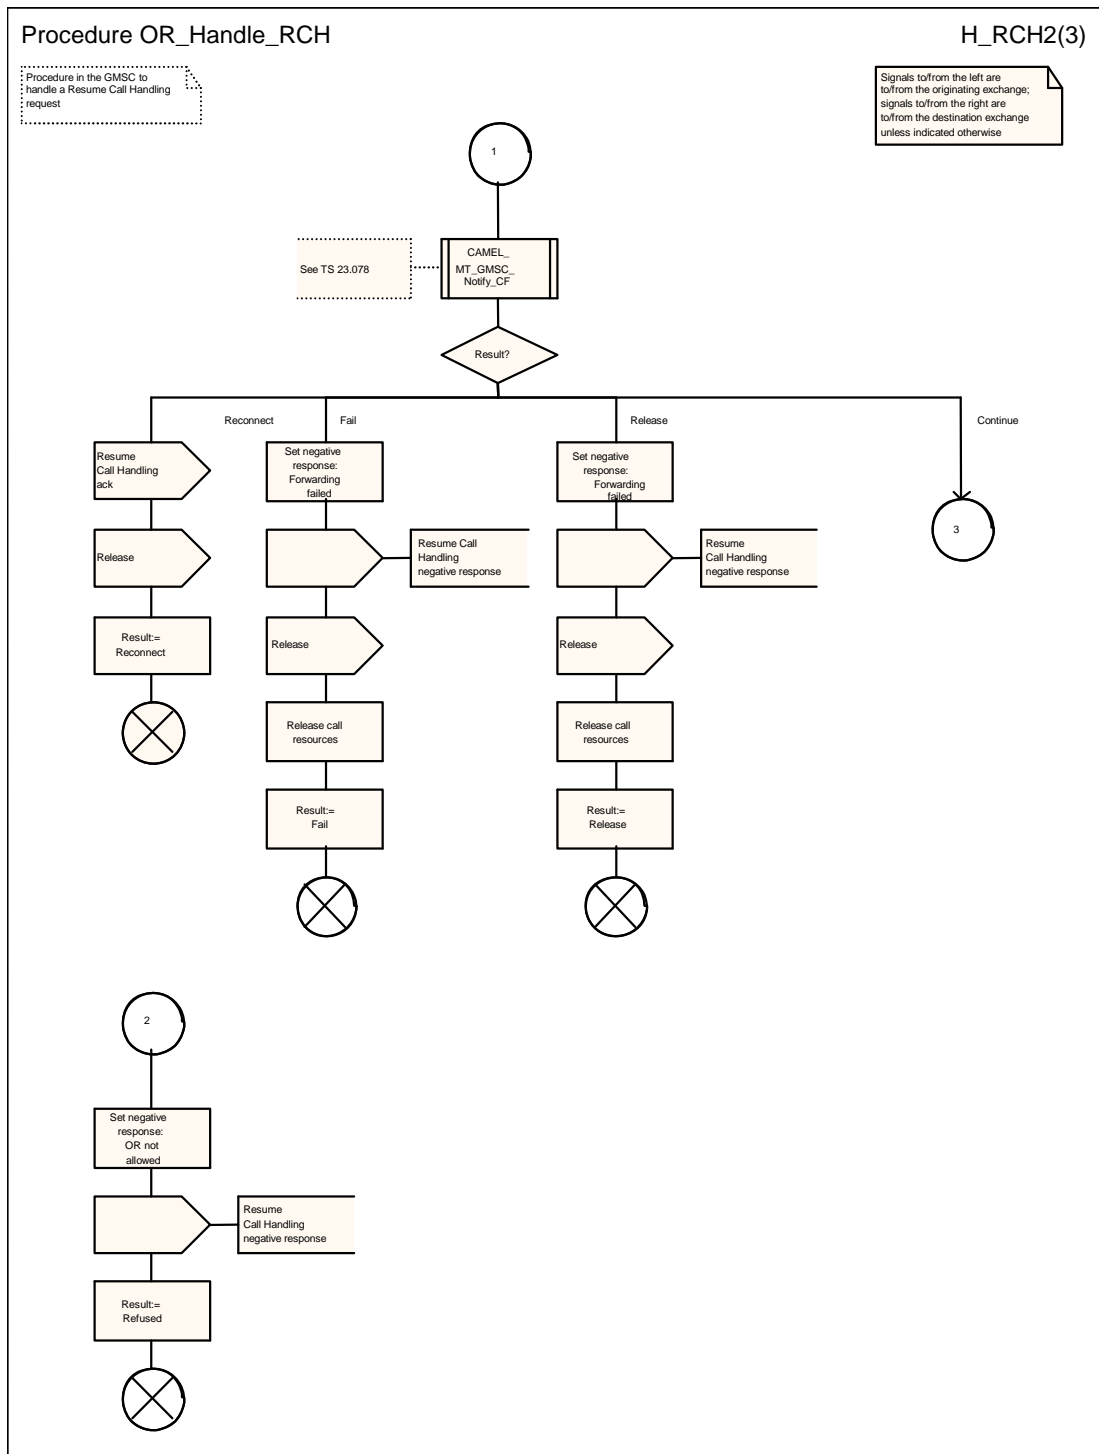 Procedure OR_Handle_RCH
H_RCH2(3)
Procedure in the GMSC to
handle a Resume Call Handling
request
Signals to/from the left are
to/from the originating exchange;
signals to/from the right are
to/from the destination exchange
unless indicated otherwise
1
See TS 23.078
CAMEL_
MT_GMSC_
Notify_CF
Result?
Reconnect
Fail
Release
Continue
Resume
Call Handling
ack
Set negative
response:
Forwarding
failed
Set negative
response:
Forwarding
failed
3
Release
Resume Call
Handling
negative response
Resume
Call Handling
negative response
Result:=
Reconnect
Release
Release
Release call
resources
Release call
resources
Result:=
Fail
Result:=
Release
2
Set negative
response:
OR not
allowed
Resume
Call Handling
negative response
Result:=
Refused